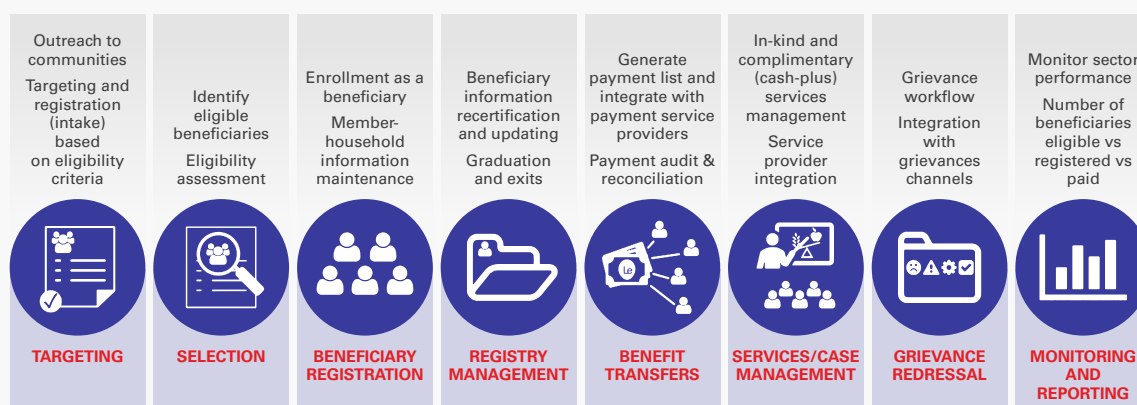 Outreach to
communities
Targeting and
registration
(intake)
based
on eligibility
criteria
TARGETING
Identify
eligible
beneficiaries
Eligibility
assessment
SELECTION
Enrollment as a
beneficiary
Member-
household
information
maintenance
BENEFICIARY
REGISTRATION
Beneficiary
information
recertification
and updating
Graduation
and exits
REGISTRY
MANAGEMENT
Generate
payment list and
integrate with
payment service
providers
Payment audit &
reconciliation
Le
BENEFIT
TRANSFERS
In-kind and
complimentary
(cash-plus)
services
management
Service
provider
integration
SERVICES/CASE
MANAGEMENT
Grievance
workflow
Integration
with
grievances
channels
GRIEVANCE
REDRESSAL
Monitor sector
performance
Number of
beneficiaries
eligible vs
registered vs
paid
MONITORING
AND
REPORTING